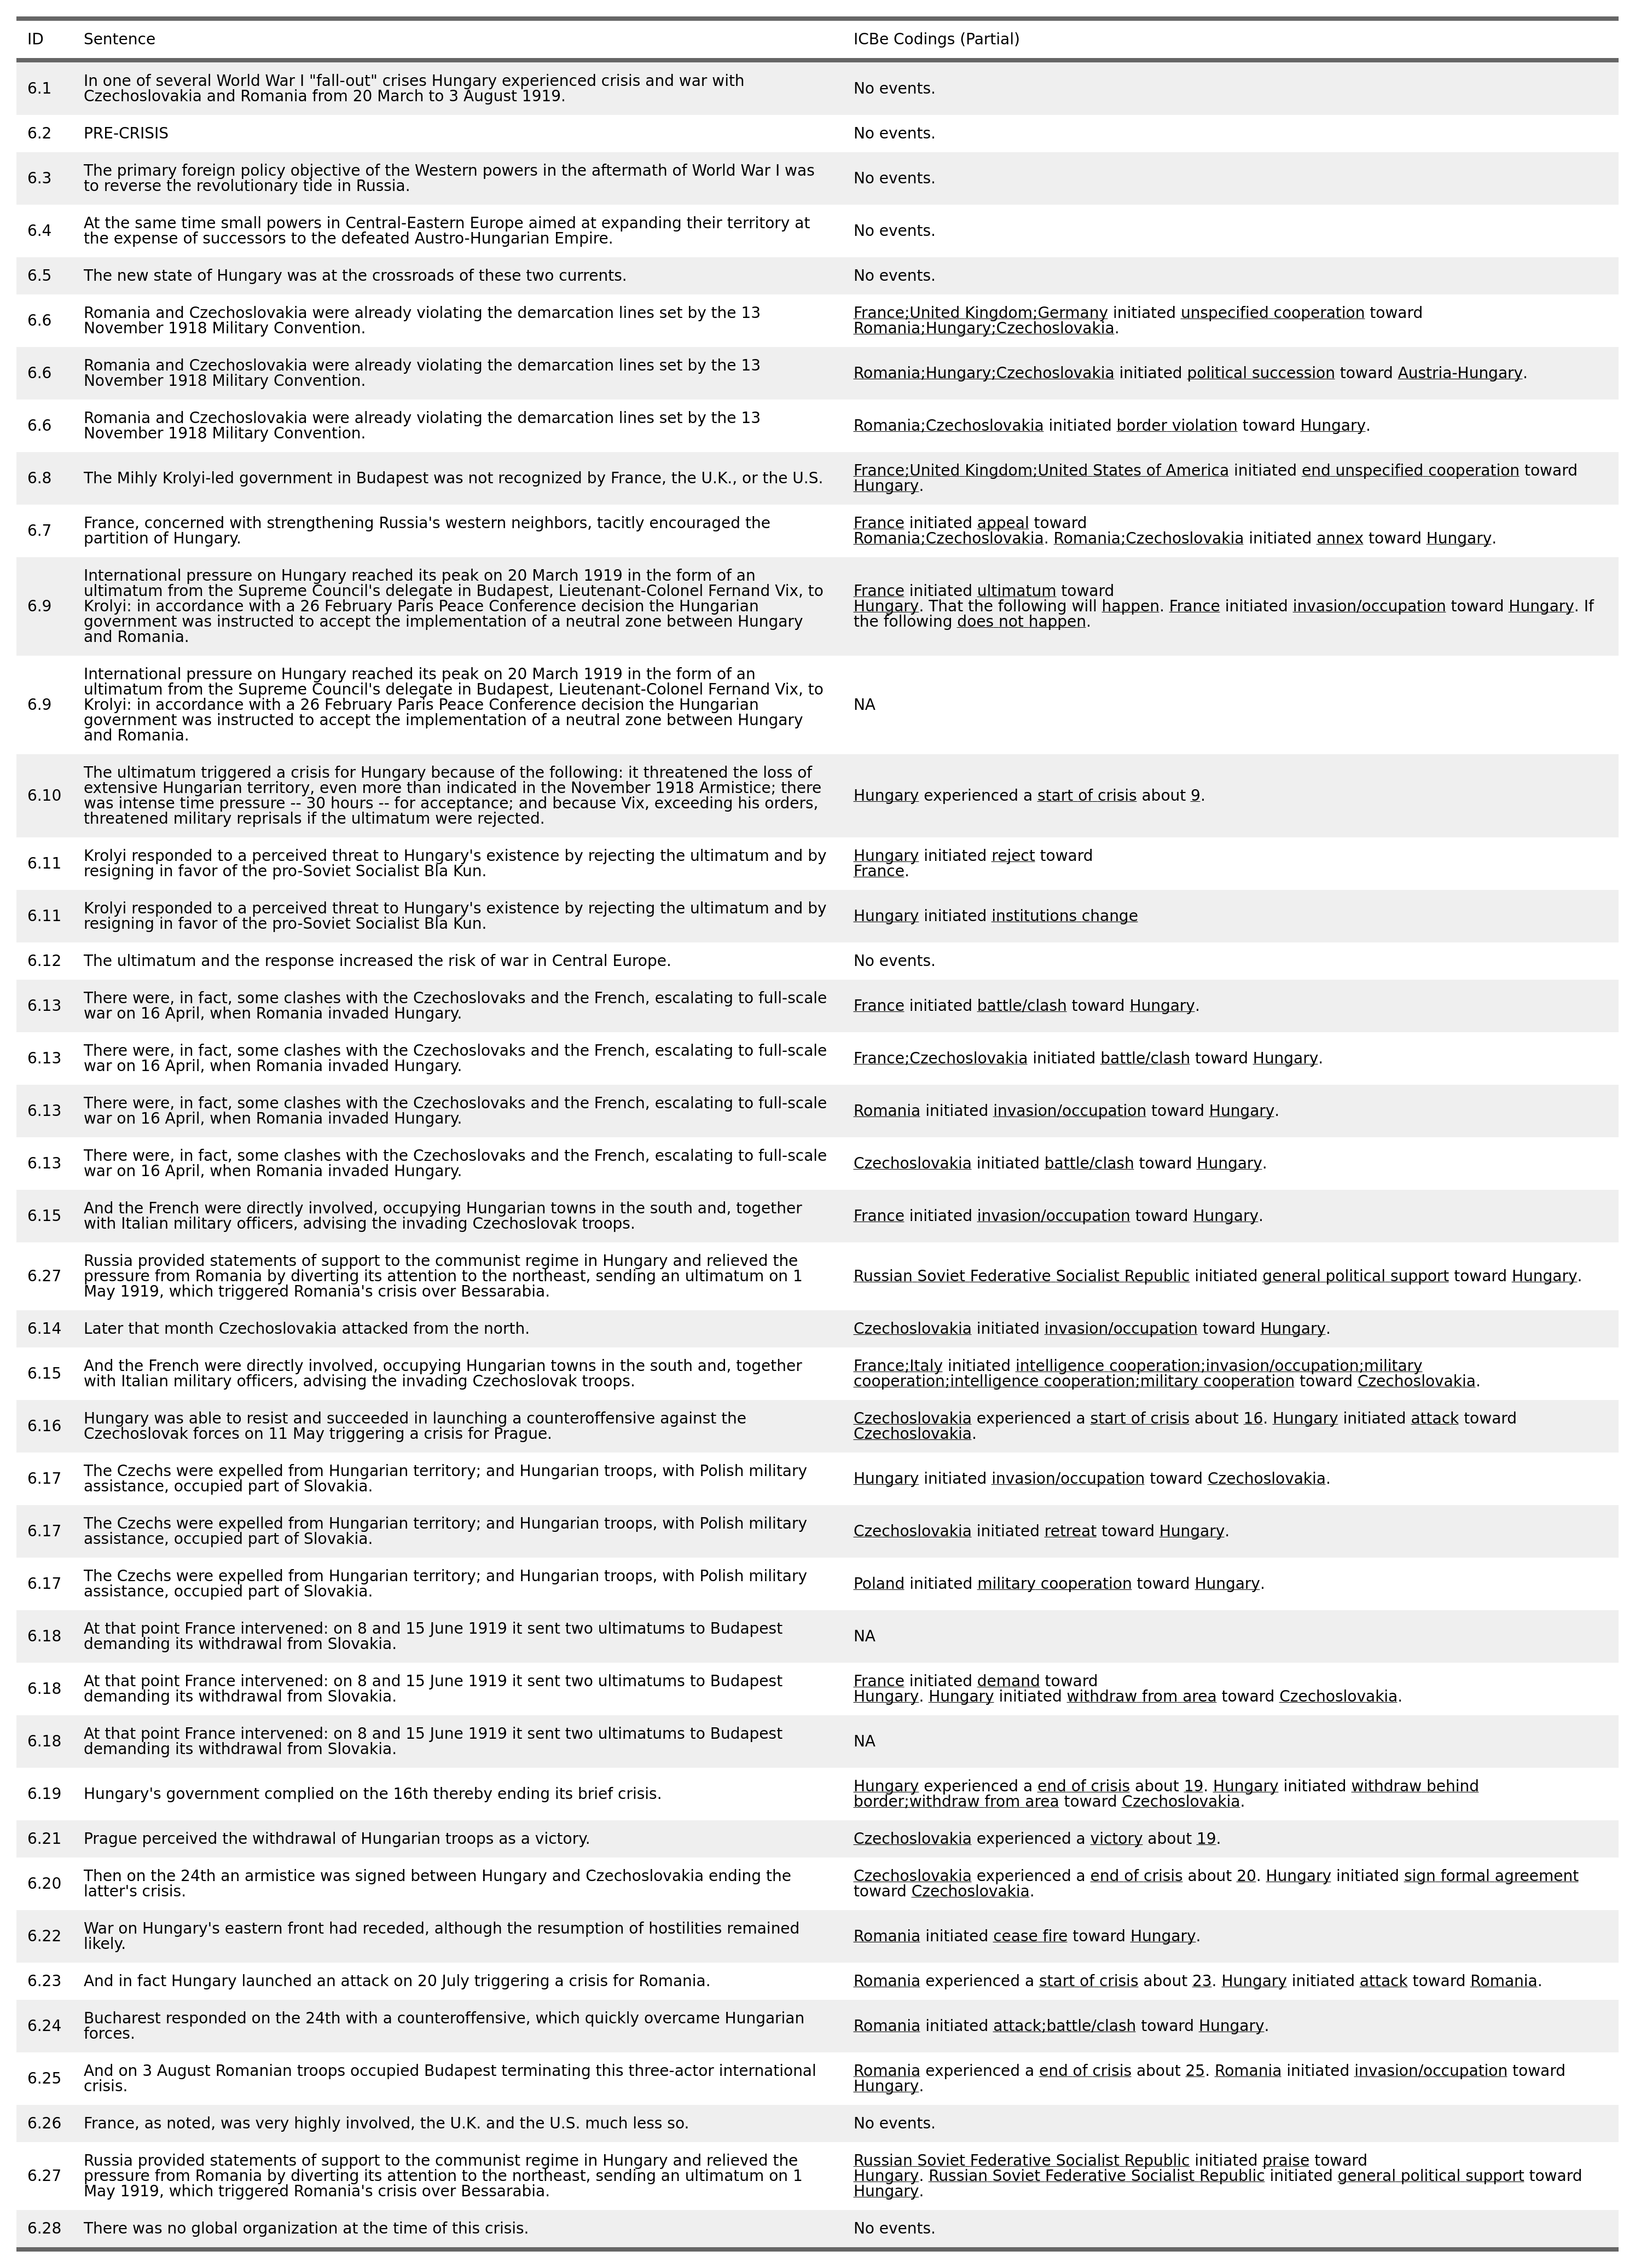 ID Sentence ICBe Codings (Partial)
6.1 In one of several World War I "fall-out" crises Hungary experienced crisis and war with
Czechoslovakia and Romania from 20 March to 3 August 1919. No events.
6.2 PRE-CRISIS No events.
6.3 The primary foreign policy objective of the Western powers in the aftermath of World War I was
to reverse the revolutionary tide in Russia. No events.
6.4 At the same time small powers in Central-Eastern Europe aimed at expanding their territory at
the expense of successors to the defeated Austro-Hungarian Empire. No events.
6.5 The new state of Hungary was at the crossroads of these two currents. No events.
6.6 Romania and Czechoslovakia were already violating the demarcation lines set by the 13
November 1918 Military Convention.
France;United Kingdom;Germany initiated unspecified cooperation toward
Romania;Hungary;Czechoslovakia.
6.6 Romania and Czechoslovakia were already violating the demarcation lines set by the 13
November 1918 Military Convention.
Romania;Hungary;Czechoslovakia initiated political succession toward Austria-Hungary.
6.6 Romania and Czechoslovakia were already violating the demarcation lines set by the 13
November 1918 Military Convention.
Romania;Czechoslovakia initiated border violation toward Hungary.
6.8 The Mihly Krolyi-led government in Budapest was not recognized by France, the U.K., or the U.S.
France;United Kingdom;United States of America initiated end unspecified cooperation toward
Hungary.
6.7 France, concerned with strengthening Russia's western neighbors, tacitly encouraged the
partition of Hungary.
France initiated appeal toward
Romania;Czechoslovakia. Romania;Czechoslovakia initiated annex toward Hungary.
6.9 International pressure on Hungary reached its peak on 20 March 1919 in the form of an
ultimatum from the Supreme Council's delegate in Budapest, Lieutenant-Colonel Fernand Vix, to
Krolyi: in accordance with a 26 February Paris Peace Conference decision the Hungarian
government was instructed to accept the implementation of a neutral zone between Hungary
and Romania.
France initiated ultimatum toward
Hungary. That the following will happen. France initiated invasion/occupation toward Hungary. If
the following does not happen.
6.9 International pressure on Hungary reached its peak on 20 March 1919 in the form of an
ultimatum from the Supreme Council's delegate in Budapest, Lieutenant-Colonel Fernand Vix, to
Krolyi: in accordance with a 26 February Paris Peace Conference decision the Hungarian
government was instructed to accept the implementation of a neutral zone between Hungary
and Romania.
NA
6.10 The ultimatum triggered a crisis for Hungary because of the following: it threatened the loss of
extensive Hungarian territory, even more than indicated in the November 1918 Armistice; there
was intense time pressure -- 30 hours -- for acceptance; and because Vix, exceeding his orders,
threatened military reprisals if the ultimatum were rejected.
Hungary experienced a start of crisis about 9.
6.11 Krolyi responded to a perceived threat to Hungary's existence by rejecting the ultimatum and by
resigning in favor of the pro-Soviet Socialist Bla Kun.
Hungary initiated reject toward
France.
6.11 Krolyi responded to a perceived threat to Hungary's existence by rejecting the ultimatum and by
resigning in favor of the pro-Soviet Socialist Bla Kun.
Hungary initiated institutions change
6.12 The ultimatum and the response increased the risk of war in Central Europe. No events.
6.13 There were, in fact, some clashes with the Czechoslovaks and the French, escalating to full-scale
war on 16 April, when Romania invaded Hungary.
France initiated battle/clash toward Hungary.
6.13 There were, in fact, some clashes with the Czechoslovaks and the French, escalating to full-scale
war on 16 April, when Romania invaded Hungary.
France;Czechoslovakia initiated battle/clash toward Hungary.
6.13 There were, in fact, some clashes with the Czechoslovaks and the French, escalating to full-scale
war on 16 April, when Romania invaded Hungary.
Romania initiated invasion/occupation toward Hungary.
6.13 There were, in fact, some clashes with the Czechoslovaks and the French, escalating to full-scale
war on 16 April, when Romania invaded Hungary.
Czechoslovakia initiated battle/clash toward Hungary.
6.15 And the French were directly involved, occupying Hungarian towns in the south and, together
with Italian military officers, advising the invading Czechoslovak troops.
France initiated invasion/occupation toward Hungary.
6.27 Russia provided statements of support to the communist regime in Hungary and relieved the
pressure from Romania by diverting its attention to the northeast, sending an ultimatum on 1
May 1919, which triggered Romania's crisis over Bessarabia.
Russian Soviet Federative Socialist Republic initiated general political support toward Hungary.
6.14 Later that month Czechoslovakia attacked from the north. Czechoslovakia initiated invasion/occupation toward Hungary.
6.15 And the French were directly involved, occupying Hungarian towns in the south and, together
with Italian military officers, advising the invading Czechoslovak troops.
France;Italy initiated intelligence cooperation;invasion/occupation;military
cooperation;intelligence cooperation;military cooperation toward Czechoslovakia.
6.16 Hungary was able to resist and succeeded in launching a counteroffensive against the
Czechoslovak forces on 11 May triggering a crisis for Prague.
Czechoslovakia experienced a start of crisis about 16. Hungary initiated attack toward
Czechoslovakia.
6.17 The Czechs were expelled from Hungarian territory; and Hungarian troops, with Polish military
assistance, occupied part of Slovakia.
Hungary initiated invasion/occupation toward Czechoslovakia.
6.17 The Czechs were expelled from Hungarian territory; and Hungarian troops, with Polish military
assistance, occupied part of Slovakia.
Czechoslovakia initiated retreat toward Hungary.
6.17 The Czechs were expelled from Hungarian territory; and Hungarian troops, with Polish military
assistance, occupied part of Slovakia.
Poland initiated military cooperation toward Hungary.
6.18 At that point France intervened: on 8 and 15 June 1919 it sent two ultimatums to Budapest
demanding its withdrawal from Slovakia.
NA
6.18 At that point France intervened: on 8 and 15 June 1919 it sent two ultimatums to Budapest
demanding its withdrawal from Slovakia.
France initiated demand toward
Hungary. Hungary initiated withdraw from area toward Czechoslovakia.
6.18 At that point France intervened: on 8 and 15 June 1919 it sent two ultimatums to Budapest
demanding its withdrawal from Slovakia.
NA
6.19 Hungary's government complied on the 16th thereby ending its brief crisis.
Hungary experienced a end of crisis about 19. Hungary initiated withdraw behind
border;withdraw from area toward Czechoslovakia.
6.21 Prague perceived the withdrawal of Hungarian troops as a victory. Czechoslovakia experienced a victory about 19.
6.20 Then on the 24th an armistice was signed between Hungary and Czechoslovakia ending the
latter's crisis.
Czechoslovakia experienced a end of crisis about 20. Hungary initiated sign formal agreement
toward Czechoslovakia.
6.22 War on Hungary's eastern front had receded, although the resumption of hostilities remained
likely.
Romania initiated cease fire toward Hungary.
6.23 And in fact Hungary launched an attack on 20 July triggering a crisis for Romania. Romania experienced a start of crisis about 23. Hungary initiated attack toward Romania.
6.24 Bucharest responded on the 24th with a counteroffensive, which quickly overcame Hungarian
forces.
Romania initiated attack;battle/clash toward Hungary.
6.25 And on 3 August Romanian troops occupied Budapest terminating this three-actor international
crisis.
Romania experienced a end of crisis about 25. Romania initiated invasion/occupation toward
Hungary.
6.26 France, as noted, was very highly involved, the U.K. and the U.S. much less so. No events.
6.27 Russia provided statements of support to the communist regime in Hungary and relieved the
pressure from Romania by diverting its attention to the northeast, sending an ultimatum on 1
May 1919, which triggered Romania's crisis over Bessarabia.
Russian Soviet Federative Socialist Republic initiated praise toward
Hungary. Russian Soviet Federative Socialist Republic initiated general political support toward
Hungary.
6.28 There was no global organization at the time of this crisis. No events.